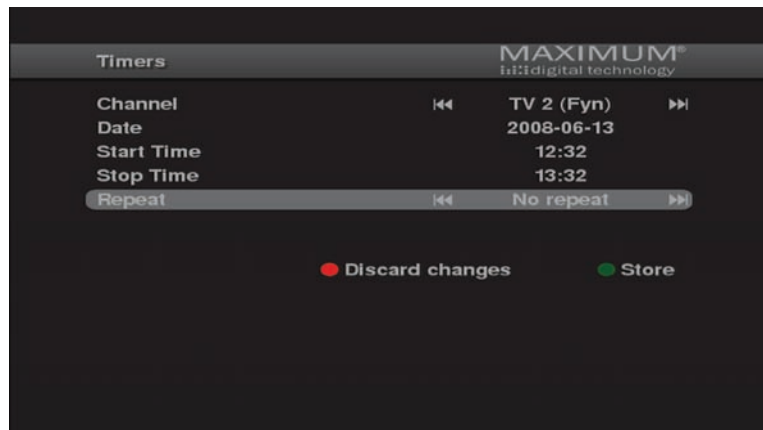 Timers
MAXIMUM®
digital technology
Channel TV 2 (Fyn)
Date 2008-06-13
Start Time 12:32
Stop Time 13:32
Repeat No repeat
Discard changes Store